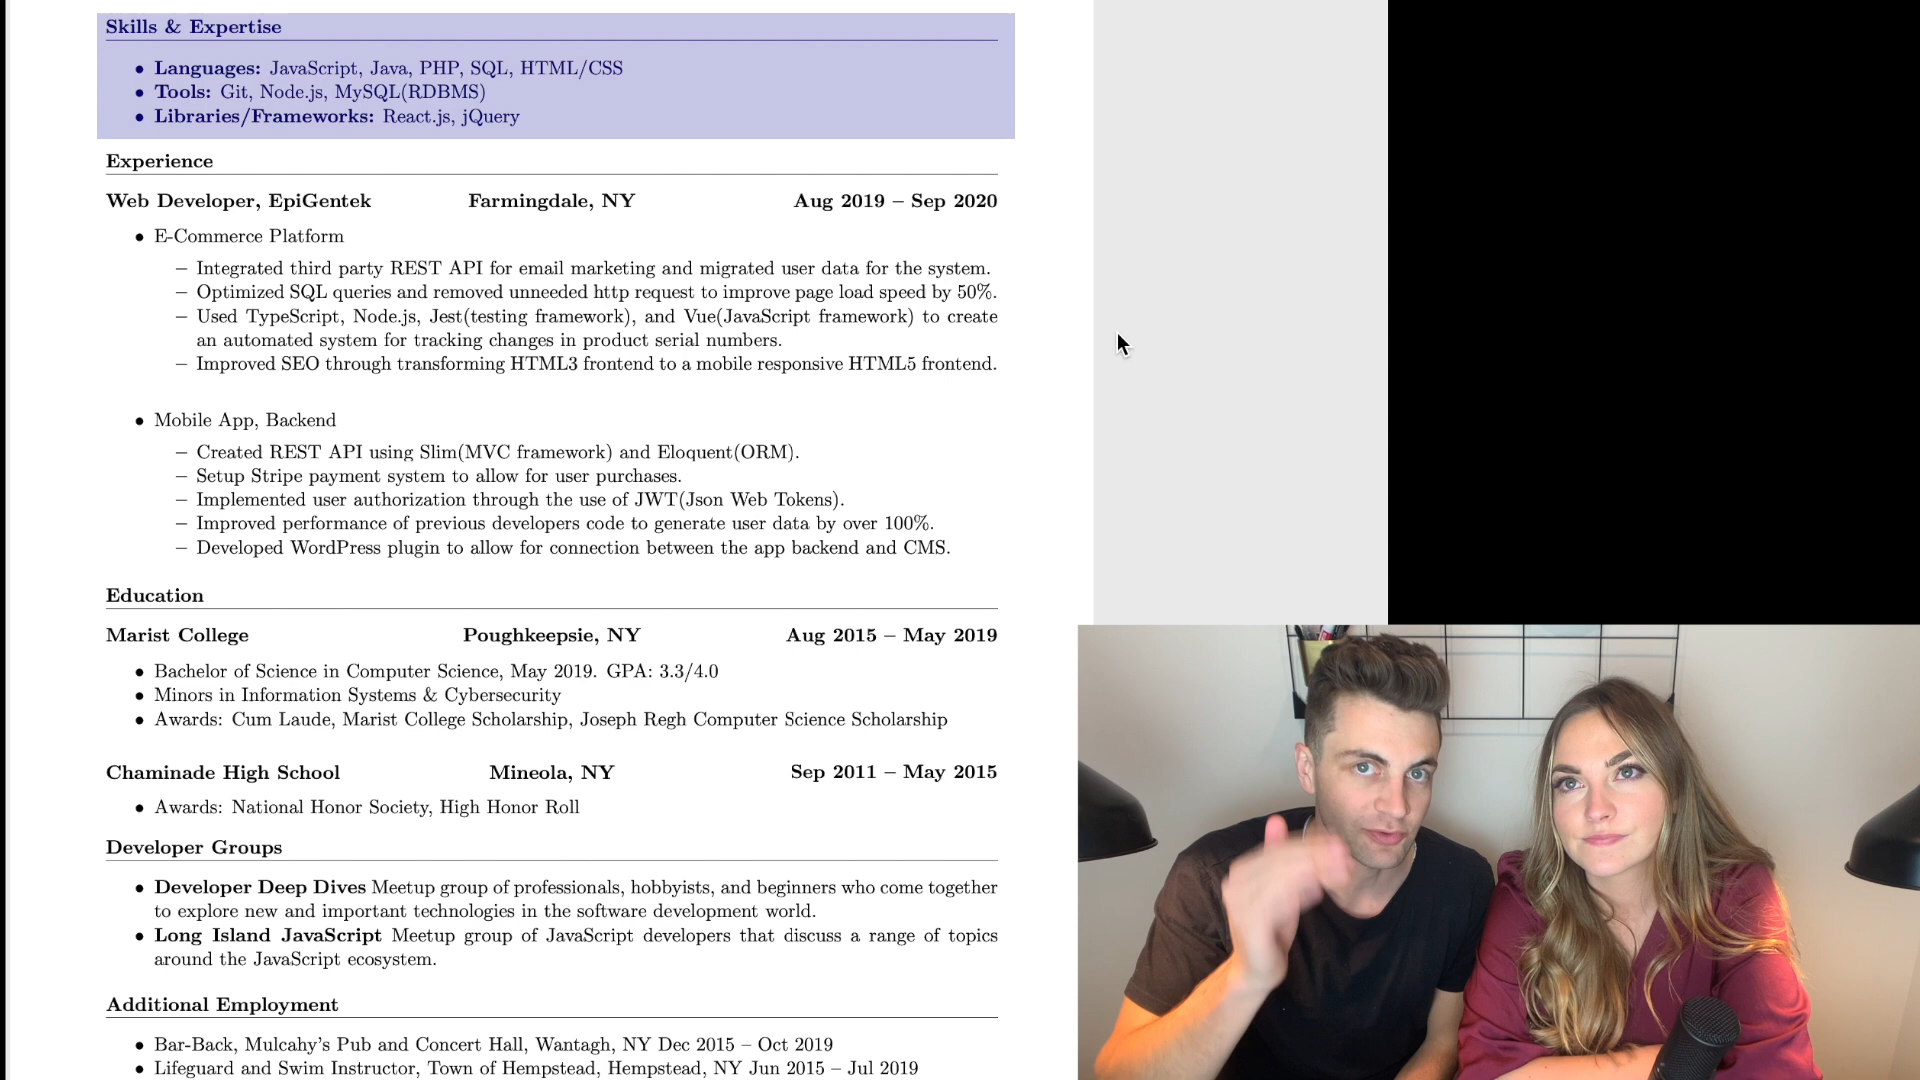 Skills & Expertise
• Languages: JavaScript, Java, PHP, SQL, HTML/CSS
• Tools: Git, Node.js, MySQL(RDBMS)
• Libraries/Frameworks: React.js, jQuery
Experience
Web Developer, EpiGentek Farmingdale, NY Aug 2019 – Sep 2020
• E-Commerce Platform
– Integrated third party REST API for email marketing and migrated user data for the system.
– Optimized SQL queries and removed unneeded http request to improve page load speed by 50%.
– Used TypeScript, Node.js, Jest(testing framework), and Vue(JavaScript framework) to create
an automated system for tracking changes in product serial numbers.
– Improved SEO through transforming HTML3 frontend to a mobile responsive HTML5 frontend.
• Mobile App, Backend
– Created REST API using Slim(MVC framework) and Eloquent(ORM).
– Setup Stripe payment system to allow for user purchases.
– Implemented user authorization through the use of JWT(Json Web Tokens).
– Improved performance of previous developers code to generate user data by over 100%.
– Developed WordPress plugin to allow for connection between the app backend and CMS.
Education
Marist College Poughkeepsie, NY Aug 2015 – May 2019
• Bachelor of Science in Computer Science, May 2019. GPA: 3.3/4.0
• Minors in Information Systems & Cybersecurity
• Awards: Cum Laude, Marist College Scholarship, Joseph Regh Computer Science Scholarship
Chaminade High School Mineola, NY Sep 2011 – May 2015
• Awards: National Honor Society, High Honor Roll
Developer Groups
• Developer Deep Dives Meetup group of professionals, hobbyists, and beginners who come together
to explore new and important technologies in the software development world.
• Long Island JavaScript Meetup group of JavaScript developers that discuss a range of topics
around the JavaScript ecosystem.
Additional Employment
• Bar-Back, Mulcahy's Pub and Concert Hall, Wantagh, NY Dec 2015 – Oct 2019
• Lifeguard and Swim Instructor, Town of Hempstead, Hempstead, NY Jun 2015 – Jul 2019